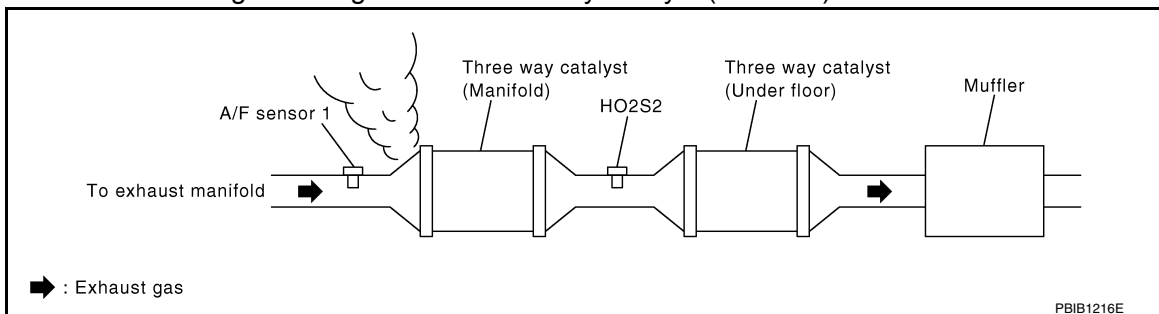 A/F sensor 1
Three way catalyst
(Manifold)
HO2S2
Three way catalyst
(Under floor)
Muffler
To exhaust manifold
: Exhaust gas
PBIB1216E